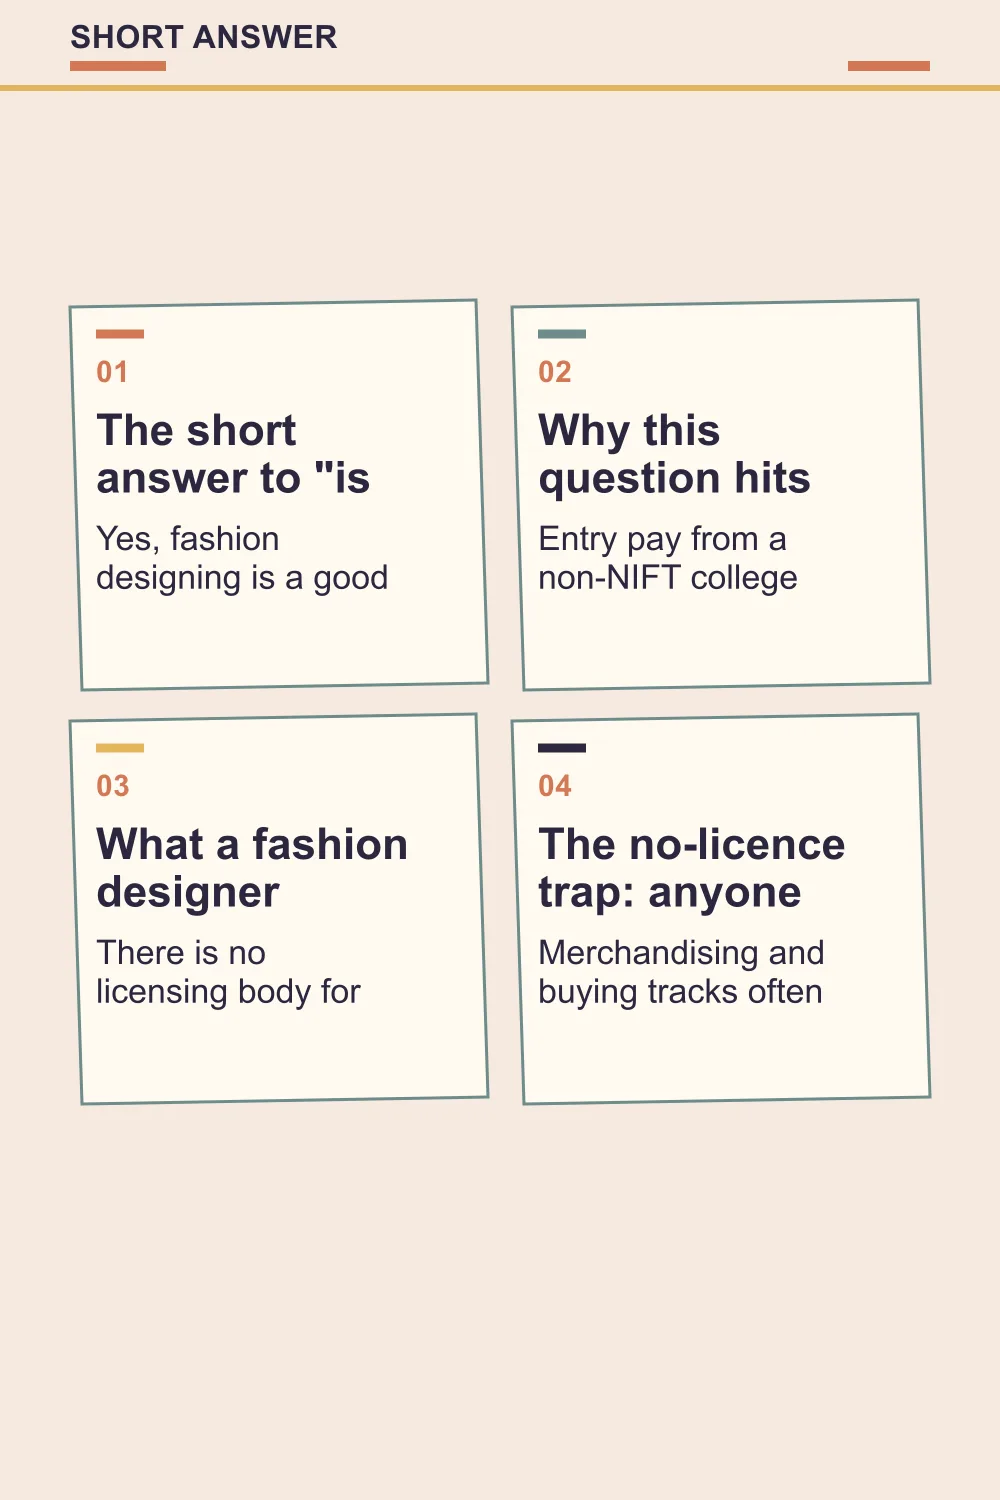 SHORT ANSWER
01
The short
answer to "is
Yes, fashion
designing is a good
02
Why this
question hits
Entry pay from a
non-NIFT college
03
What a fashion
designer
There is no
licensing body for
04
The no-licence
trap: anyone
Merchandising and
buying tracks often